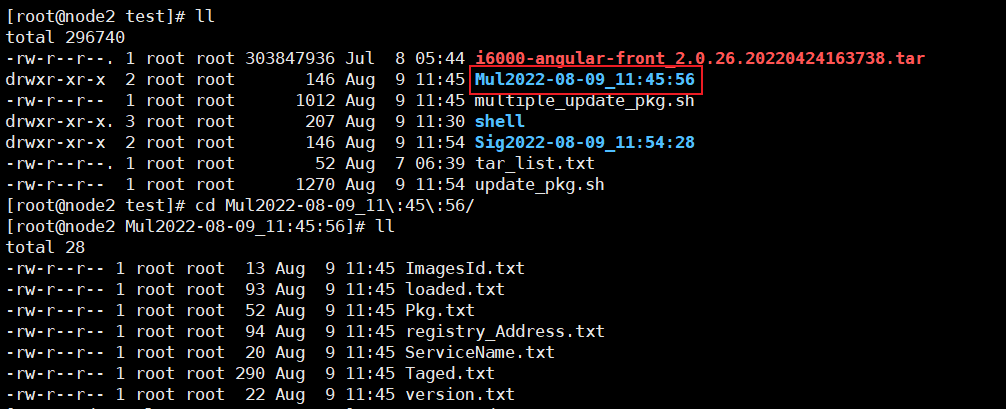 [root@node2 test]# ll
total 296740
-rw-r--r--. 1 root root 303847936 Jul  8 05:44 i6000-angular-front_2.0.26.20220424163738.tar
drwxr-xr-x  2 root root       146 Aug  9 11:45 Mul2022-08-09_11:45:56
-rw-r--r--  1 root root      1012 Aug  9 11:45 multiple_update_pkg.sh
drwxr-xr-x. 3 root root       207 Aug  9 11:30 shell
drwxr-xr-x  2 root root       146 Aug  9 11:54 Sig2022-08-09_11:54:28
-rw-r--r--. 1 root root        52 Aug  7 06:39 tar_list.txt
-rw-r--r--  1 root root      1270 Aug  9 11:54 update_pkg.sh
[root@node2 test]# cd Mul2022-08-09_11\:45\:56/
[root@node2 Mul2022-08-09_11:45:56]# ll
total 28
-rw-r--r-- 1 root root  13 Aug  9 11:45 ImagesId.txt
-rw-r--r-- 1 root root  93 Aug  9 11:45 loaded.txt
-rw-r--r-- 1 root root  52 Aug  9 11:45 Pkg.txt
-rw-r--r-- 1 root root  94 Aug  9 11:45 registry_Address.txt
-rw-r--r-- 1 root root  20 Aug  9 11:45 ServiceName.txt
-rw-r--r-- 1 root root 290 Aug  9 11:45 Taged.txt
-rw-r--r-- 1 root root  22 Aug  9 11:45 version.txt